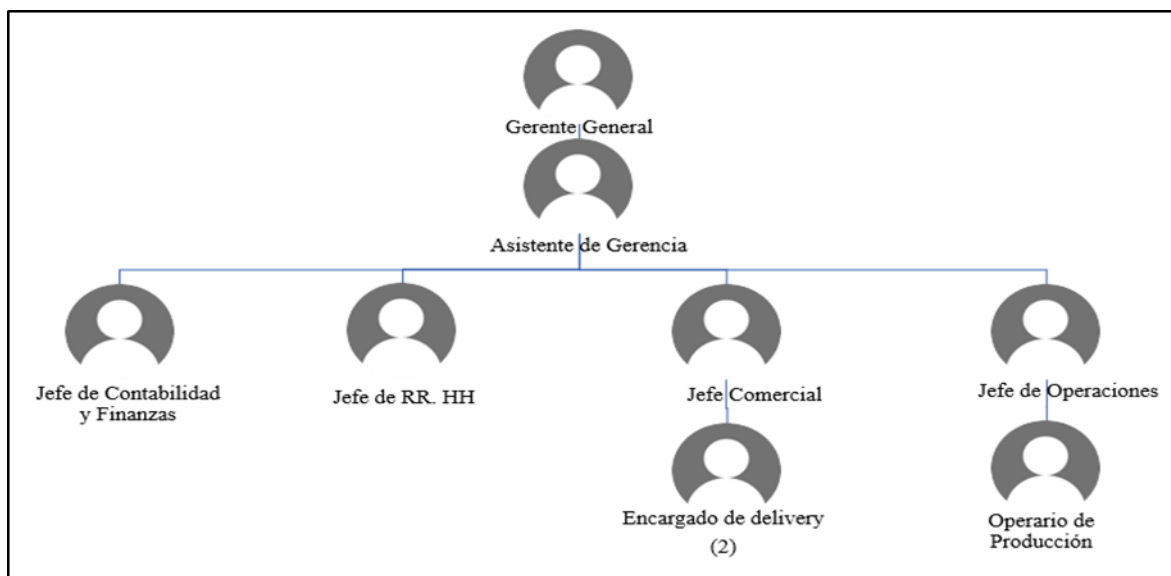 Gerente General
Asistente de Gerencia
Jefe de Contabilidad
y Finanzas
Jefe de RR. HH
Jefe Comercial
Jefe de Operaciones
Encargado de delivery
(2)
Operario de
Producción